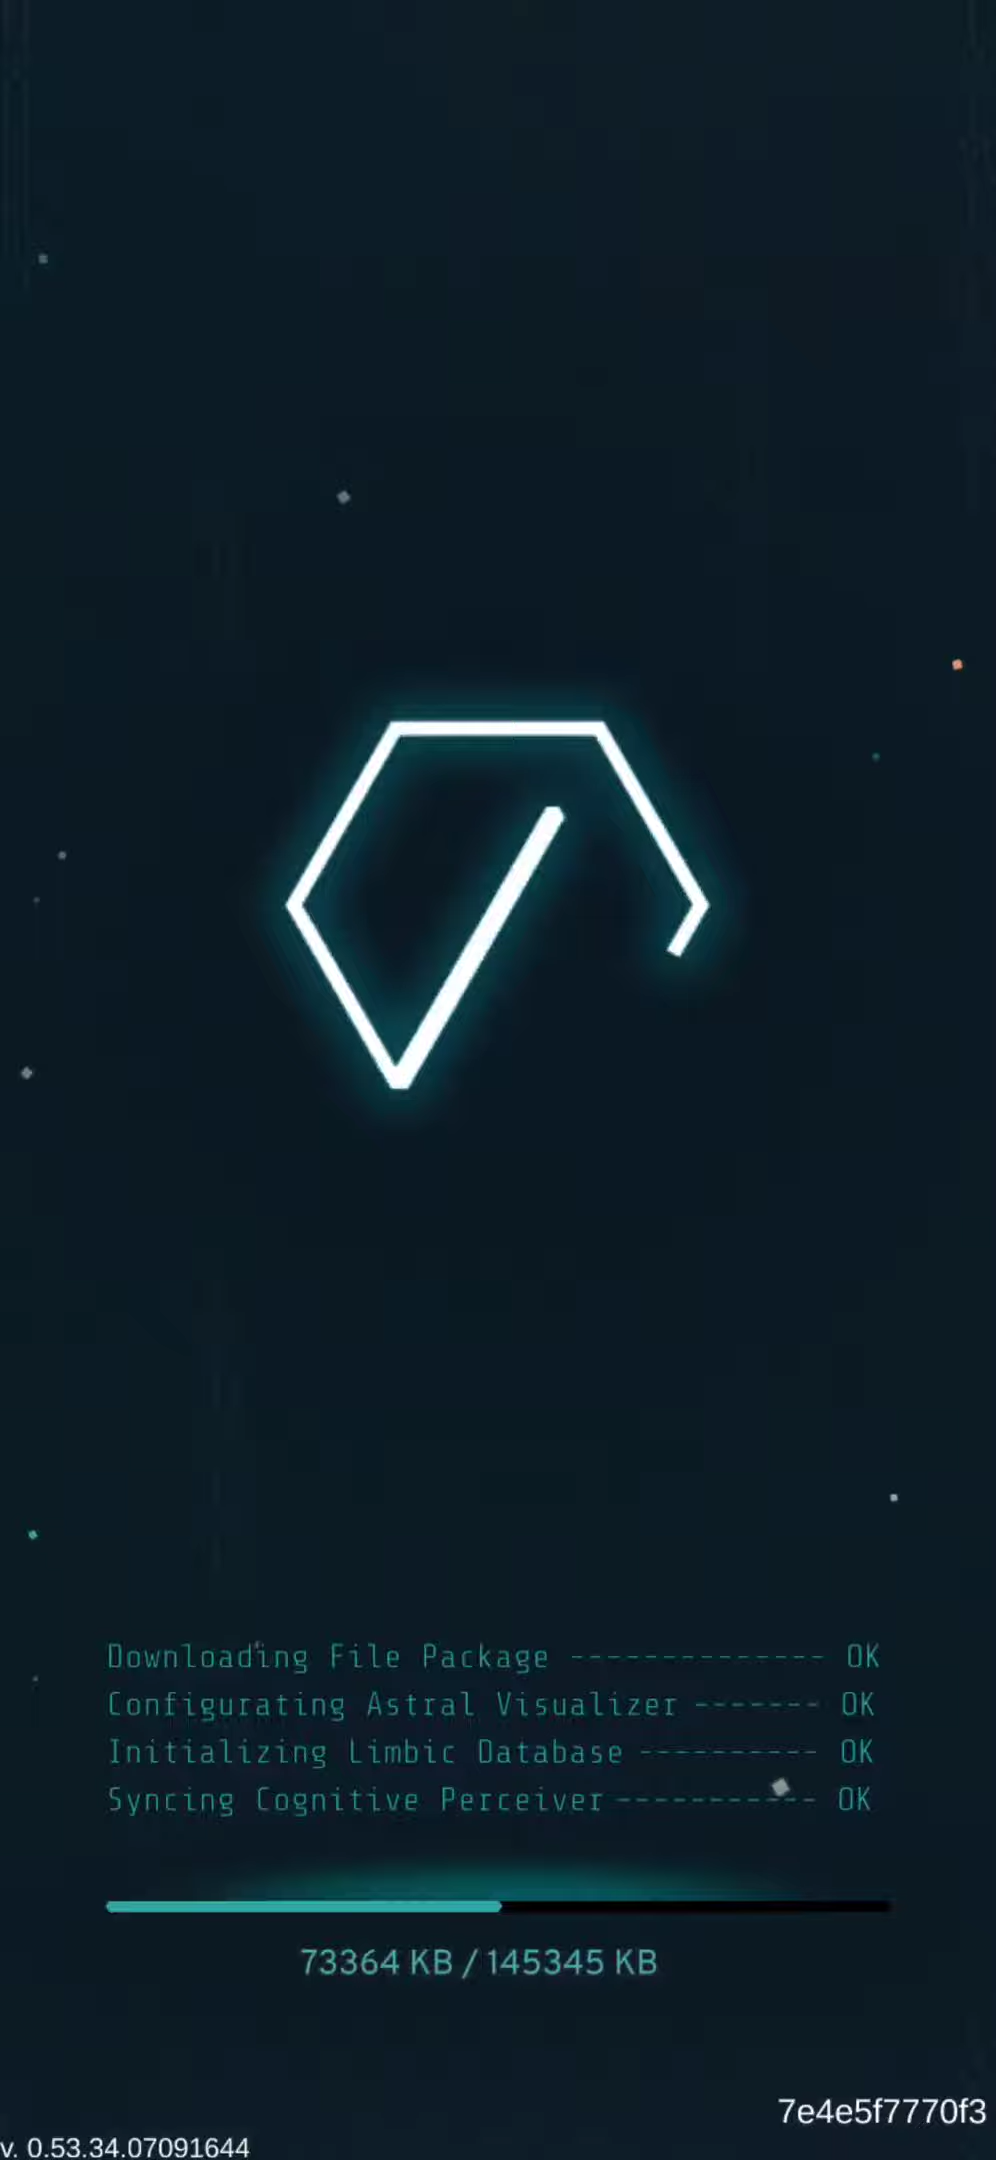 Downloading File Package -------------- OK
Configurating Astral Visualizer ------- OK
Initializing Limbic Database ---------- OK
Syncing Cognitive Perceiver ----------- OK
73364 KB / 145345 KB
7e4e5f7770f3
v. 0.53.34.07091644